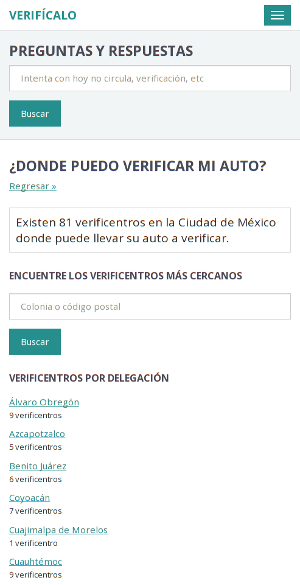 VERIFÍCALO
PREGUNTAS Y RESPUESTAS
Intenta con hoy no circula, verificación, etc
Buscar
¿DONDE PUEDO VERIFICAR MI AUTO?
Regresar »
Existen 81 verificentros en la Ciudad de México
donde puede llevar su auto a verificar.
ENCUENTRE LOS VERIFICENTROS MÁS CERCANOS
Colonia o código postal
Buscar
VERIFICENTROS POR DELEGACIÓN
Álvaro Obregón
9 verificentros
Azcapotzalco
5 verificentros
Benito Juárez
6 verificentros
Coyoacán
7 verificentros
Cuajimalpa de Morelos
1 verificentro
Cuauhtémoc
9 verificentros